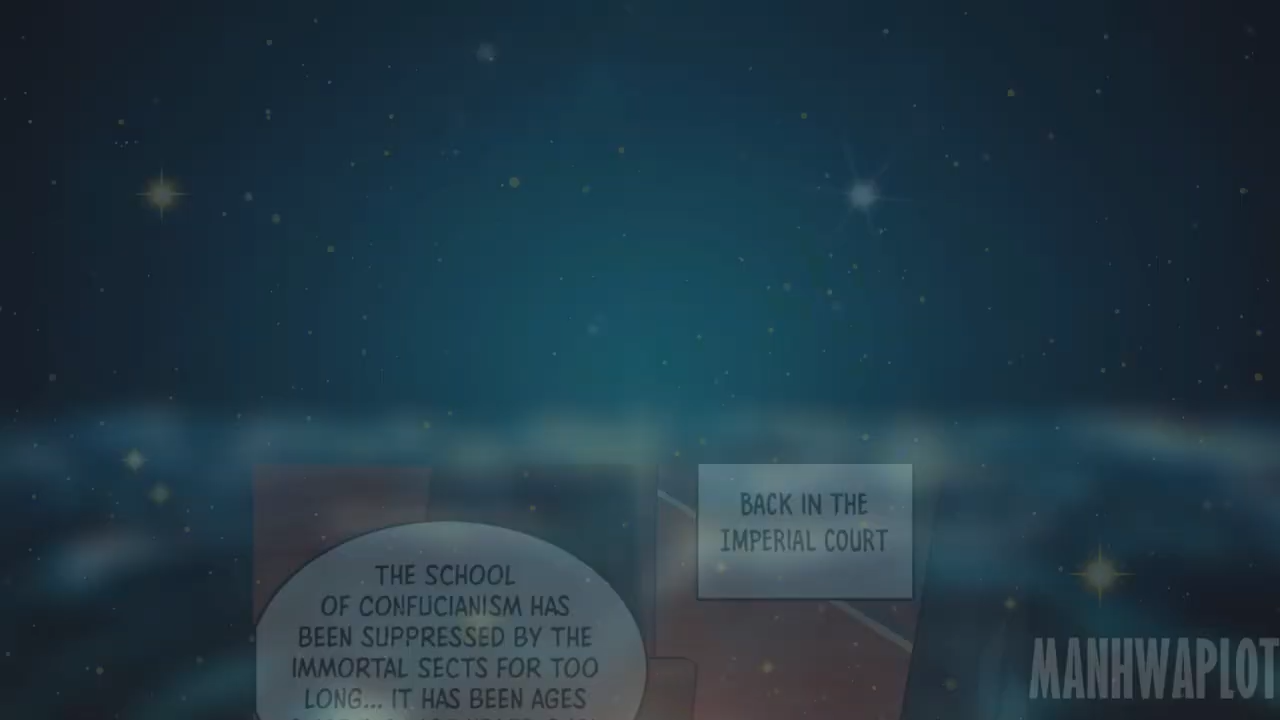 BACK IN THE
IMPERIAL COURT
THE SCHOOL
OF CONFUCIANISM HAS
BEEN SUPPRESSED BY THE
IMMORTAL SECTS FOR TOO
LONG... IT HAS BEEN AGES
MANHWAPLOT